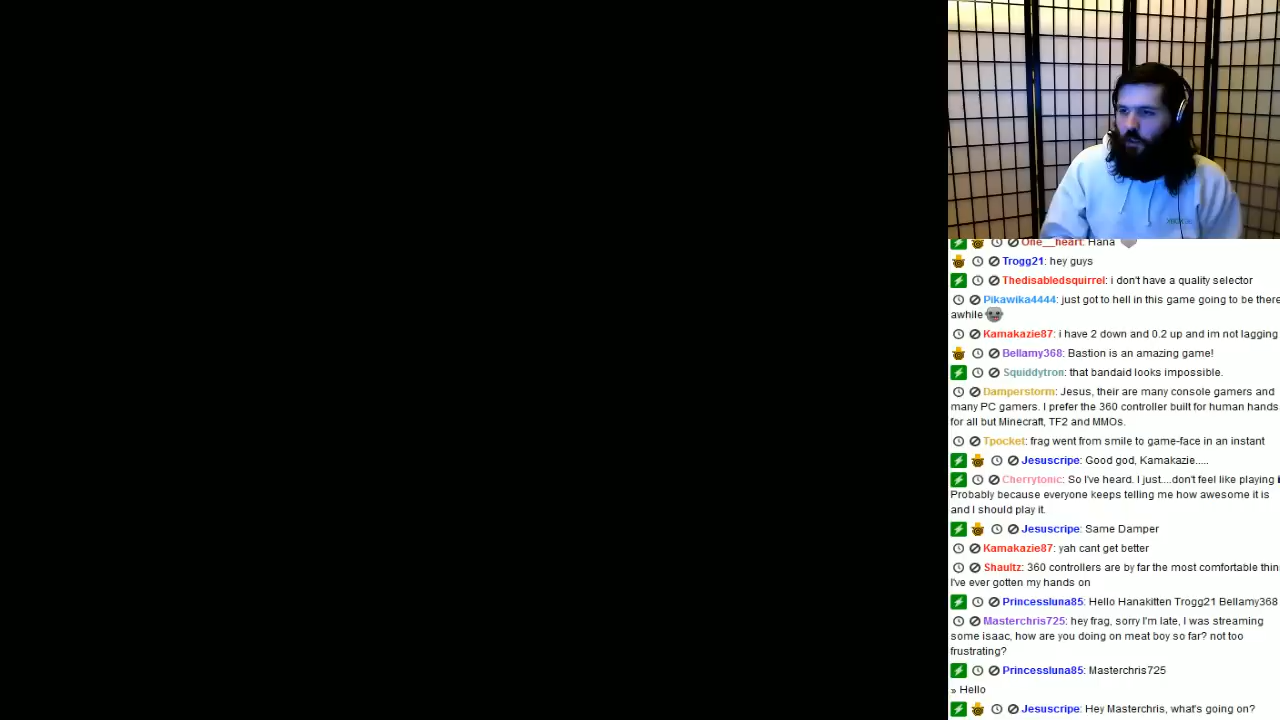 One__heart: Hana
Trogg21: hey guys
Thedisabledsquirrel: i don't have a quality selector
Pikawika4444: just got to hell in this game going to be there
awhile
Kamakazie87: i have 2 down and 0.2 up and im not lagging
Bellamy368: Bastion is an amazing game!
Squiddytron: that bandaid looks impossible.
Damperstorm: Jesus, their are many console gamers and
many PC gamers. I prefer the 360 controller built for human hands
for all but Minecraft, TF2 and MMOs.
Tpocket: frag went from smile to game-face in an instant
Jesuscripe: Good god, Kamakazie.....
Cherrytonic: So I've heard. I just....don't feel like playing
Probably because everyone keeps telling me how awesome it is
and I should play it.
Jesuscripe: Same Damper
Kamakazie87: yah cant get better
Shaultz: 360 controllers are by far the most comfortable thin
I've ever gotten my hands on
Princessluna85: Hello Hanakitten Trogg21 Bellamy368
Masterchris725: hey frag, sorry I'm late, I was streaming
some isaac, how are you doing on meat boy so far? not too
frustrating?
Princessluna85: Masterchris725
» Hello
Jesuscripe: Hey Masterchris, what's going on?